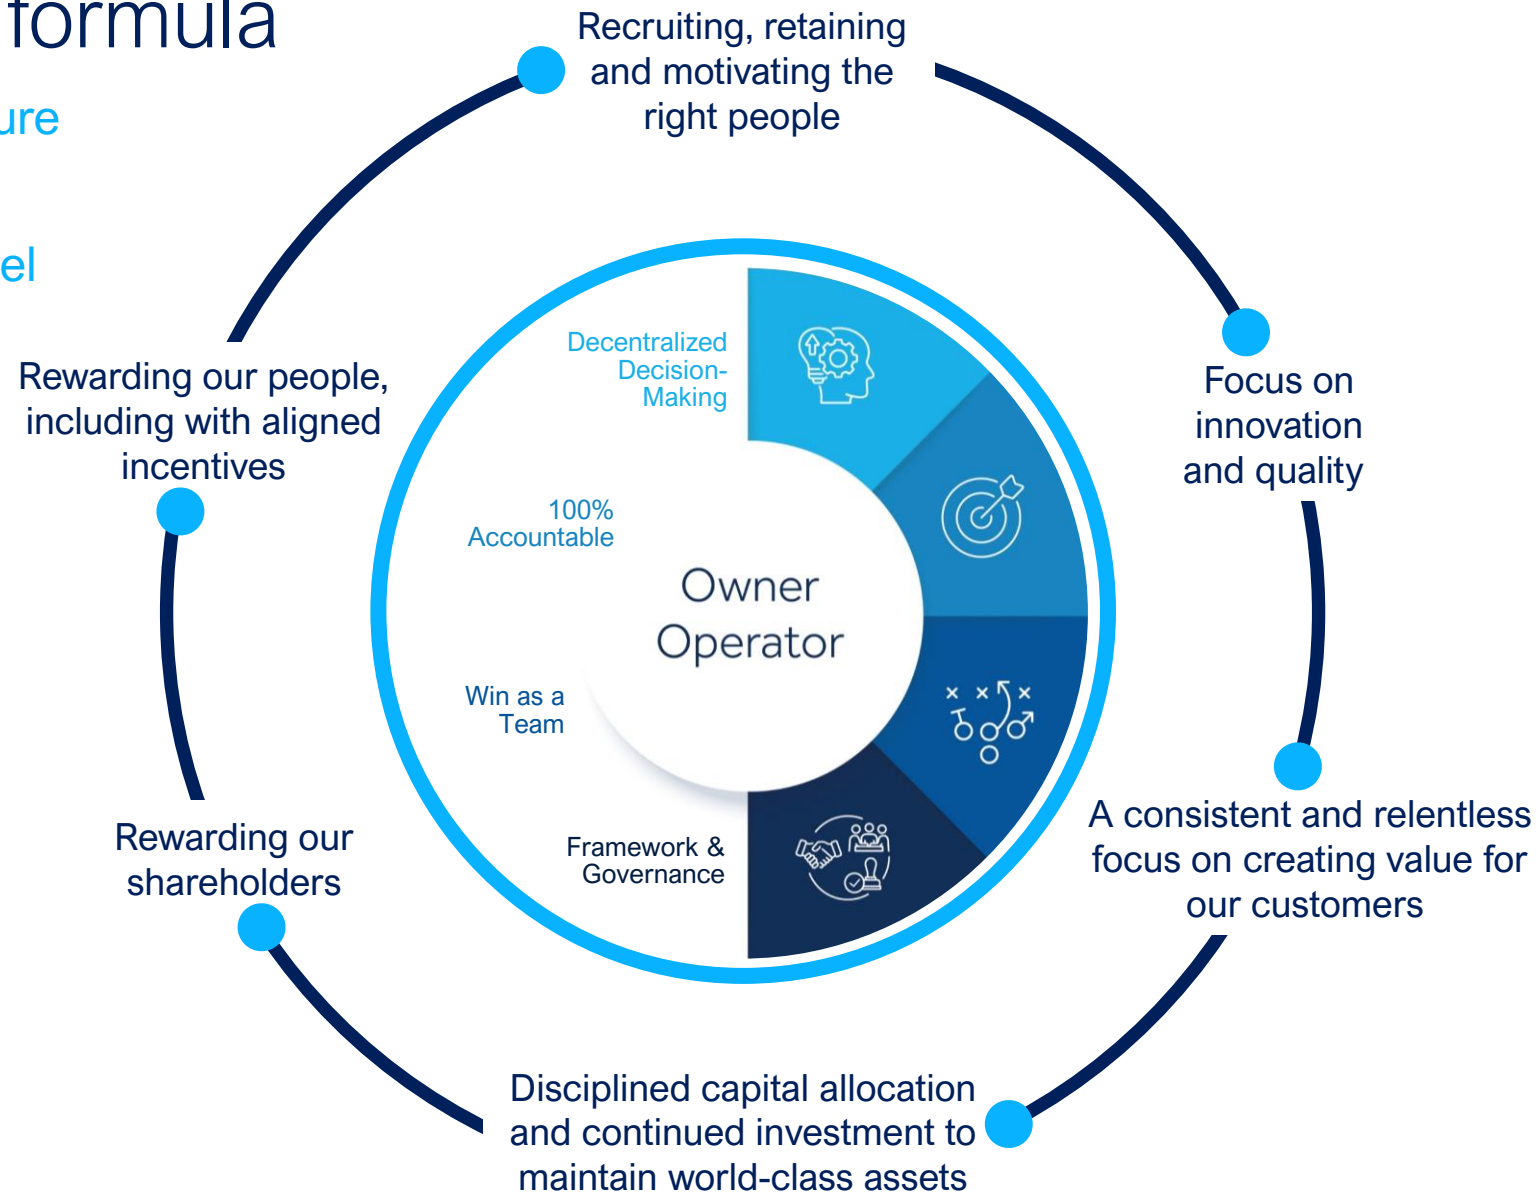 formula
ure
el
Recruiting, retaining
and motivating the
right people
Focus on
innovation
and quality
A consistent and relentless
focus on creating value for
our customers
Disciplined capital allocation
and continued investment to
maintain world-class assets
Rewarding our
shareholders
Rewarding our people,
including with aligned
incentives
Decentralized
Decision-
Making
100%
Accountable
Win as a
Team
Framework &
Governance
Owner
Operator